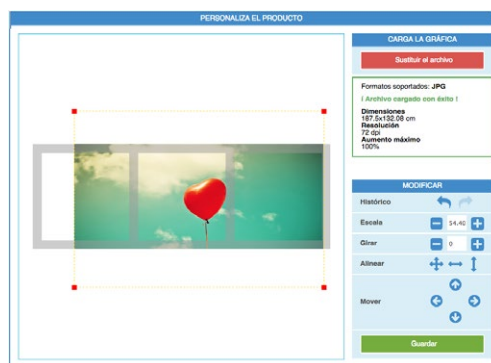 PERSONALIZA EL PRODUCTO
CARGA LA GRÁFICA
Sustituir el archivo
Formatos soportados: JPG
¡ Archivo cargado con éxito !
Dimensiones
187.5x132.08 cm
Resolución
72 dpi
Aumento máximo
100%
MODIFICAR
Histórico
Escala 54.40
Girar 0
Alinear
Mover
Guardar